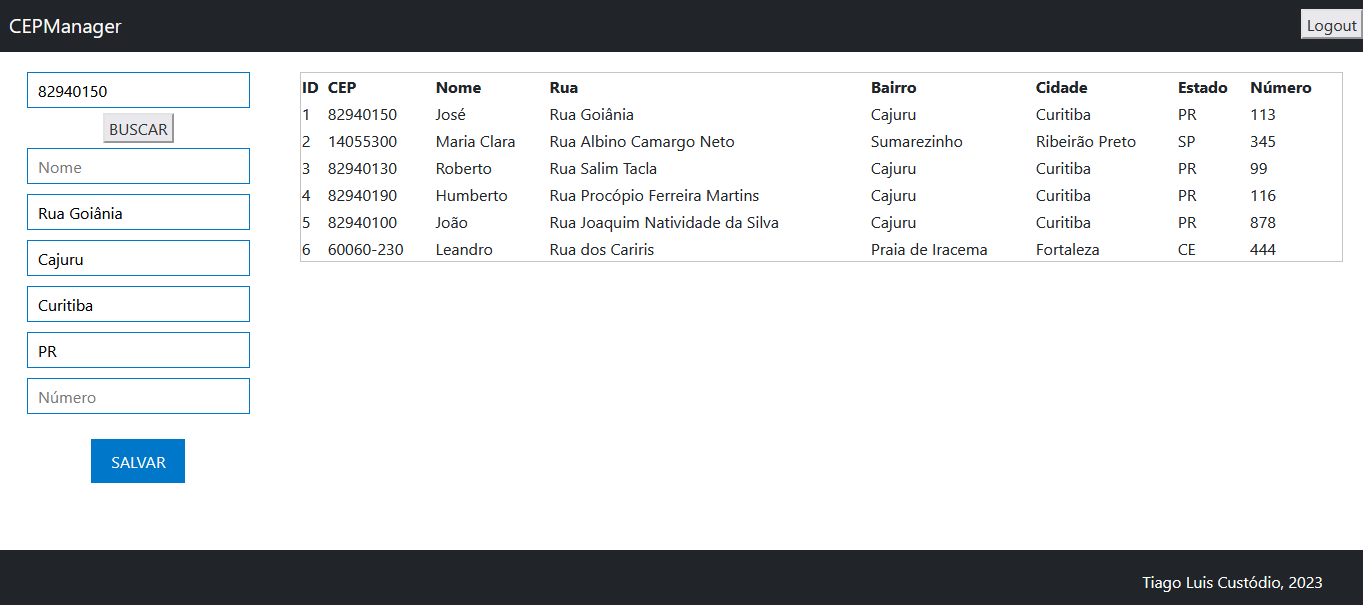 CEPManager
Logout
82940150
BUSCAR
Nome
Rua Goiânia
Cajuru
Curitiba
PR
Número
SALVAR
ID CEP Nome Rua Bairro Cidade Estado Número
1 82940150 José Rua Goiânia Cajuru Curitiba PR 113
2 14055300 Maria Clara Rua Albino Camargo Neto Sumarezinho Ribeirão Preto SP 345
3 82940130 Roberto Rua Salim Tacla Cajuru Curitiba PR 99
4 82940190 Humberto Rua Procópio Ferreira Martins Cajuru Curitiba PR 116
5 82940100 João Rua Joaquim Natividade da Silva Cajuru Curitiba PR 878
6 60060-230 Leandro Rua dos Cariris Praia de Iracema Fortaleza CE 444
Tiago Luis Custódio, 2023